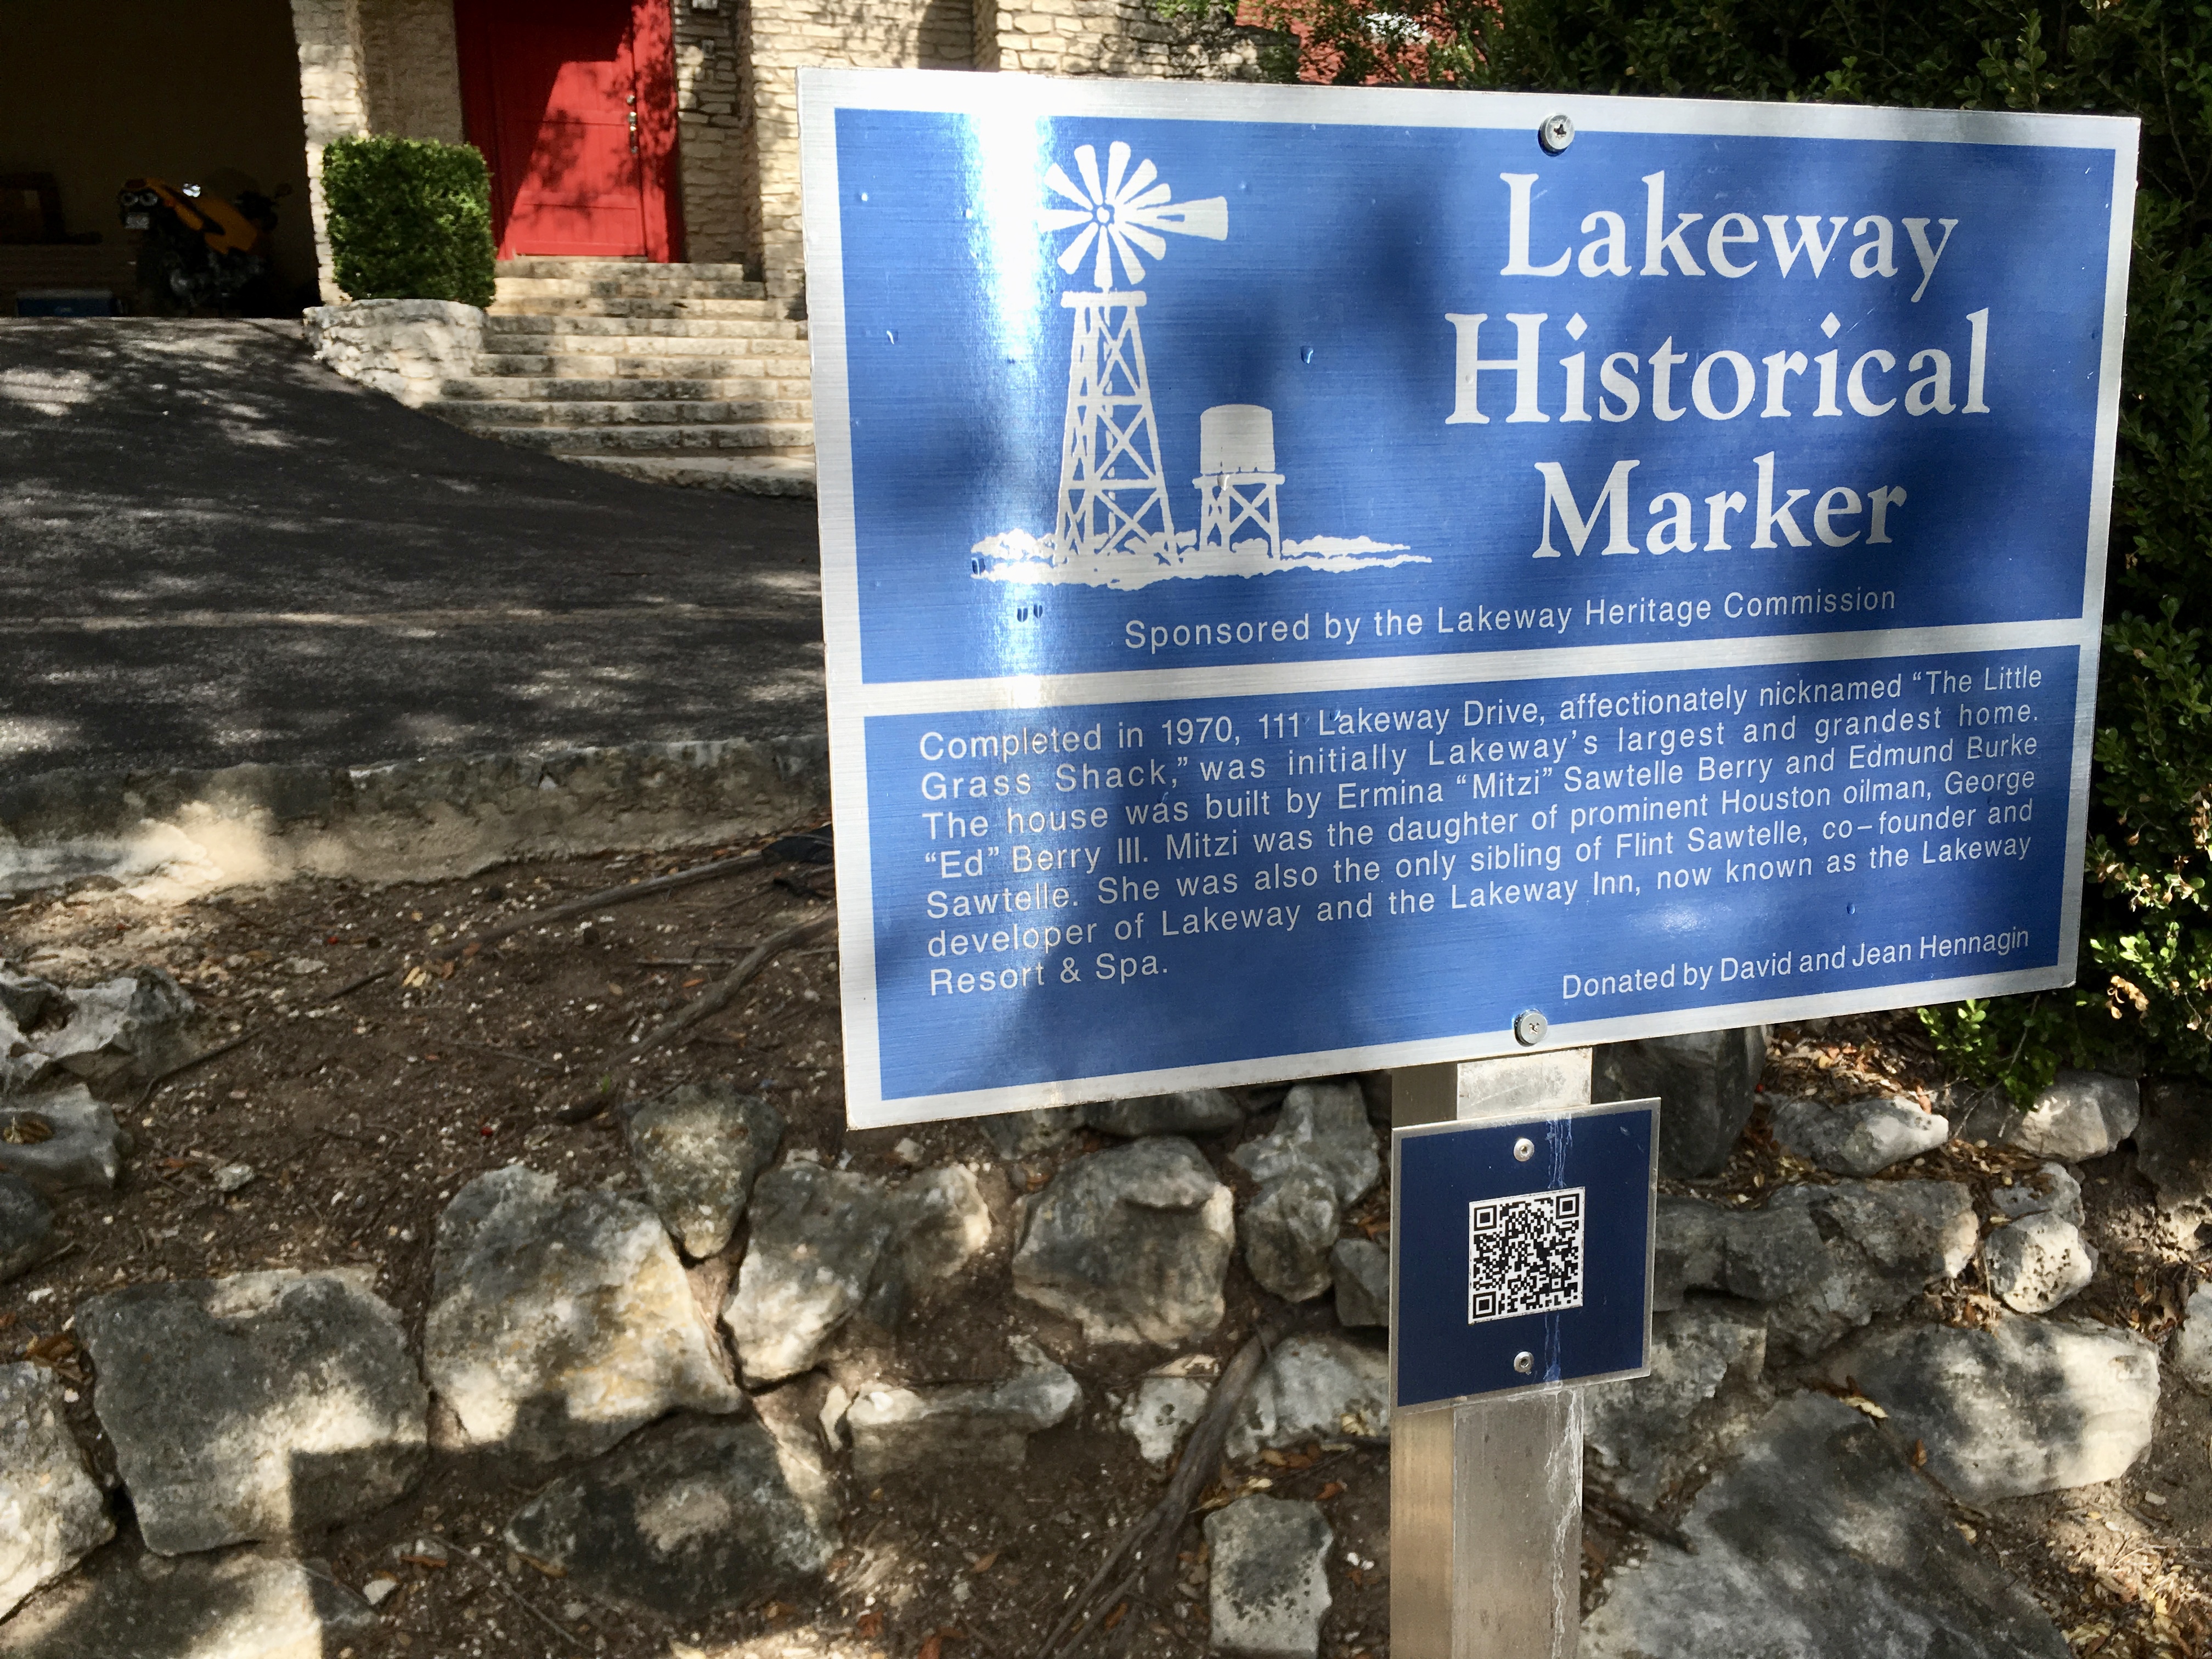 Lakeway
Historical
Marker
Sponsored by the Lakeway Heritage Commission
Completed in 1970, 111 Lakeway Drive, affectionately nicknamed “The Little
Grass Shack,” was initially Lakeway’s largest and grandest home.
The house was built by Ermina “Mitzi” Sawtelle Berry and Edmund Burke
“Ed” Berry III. Mitzi was the daughter of prominent Houston oilman, George
Sawtelle. She was also the only sibling of Flint Sawtelle, co–founder and
developer of Lakeway and the Lakeway Inn, now known as the Lakeway
Resort & Spa.
Donated by David and Jean Hennagin